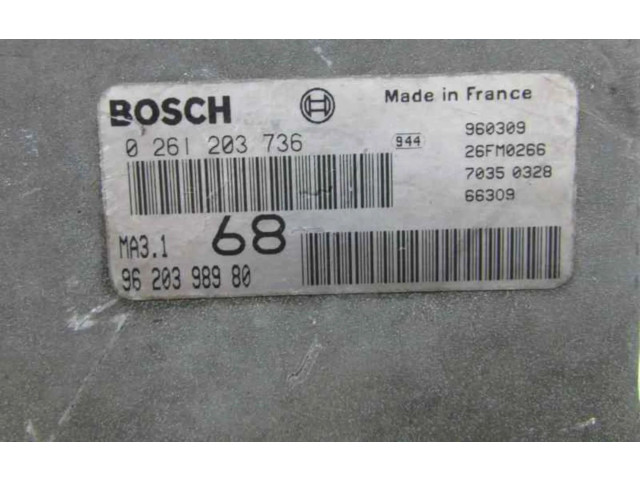 BOSCH
Made in France
0 261 203 736
944
960309
26FM0266
7035 0328
66309
MA3.1
68
96 203 989 80